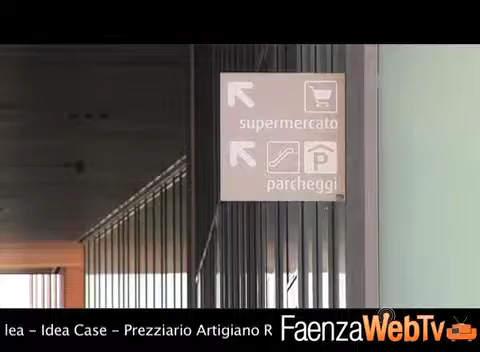 supermercato
P
parcheggi
lea - Idea Case - Prezziario Artigiano R
FaenzaWebTv